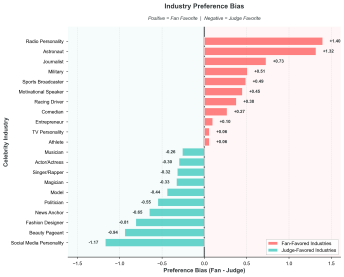 Industry Preference Bias
Positive = Fan Favorite | Negative = Judge Favorite
Celebrity Industry
Radio Personality +1.40
Astronaut +1.32
Journalist +0.73
Military +0.51
Sports Broadcaster +0.49
Motivational Speaker +0.45
Racing Driver +0.38
Comedian +0.27
Entrepreneur +0.10
TV Personality +0.06
Athlete +0.06
Musician -0.26
Actor/Actress -0.30
Singer/Rapper -0.32
Magician -0.33
Model -0.44
Politician -0.55
News Anchor -0.65
Fashion Designer -0.81
Beauty Pageant -0.94
Social Media Personality -1.17
Fan-Favored Industries
Judge-Favored Industries
−1.5 −1.0 −0.5 0.0 0.5 1.0 1.5
Preference Bias (Fan - Judge)